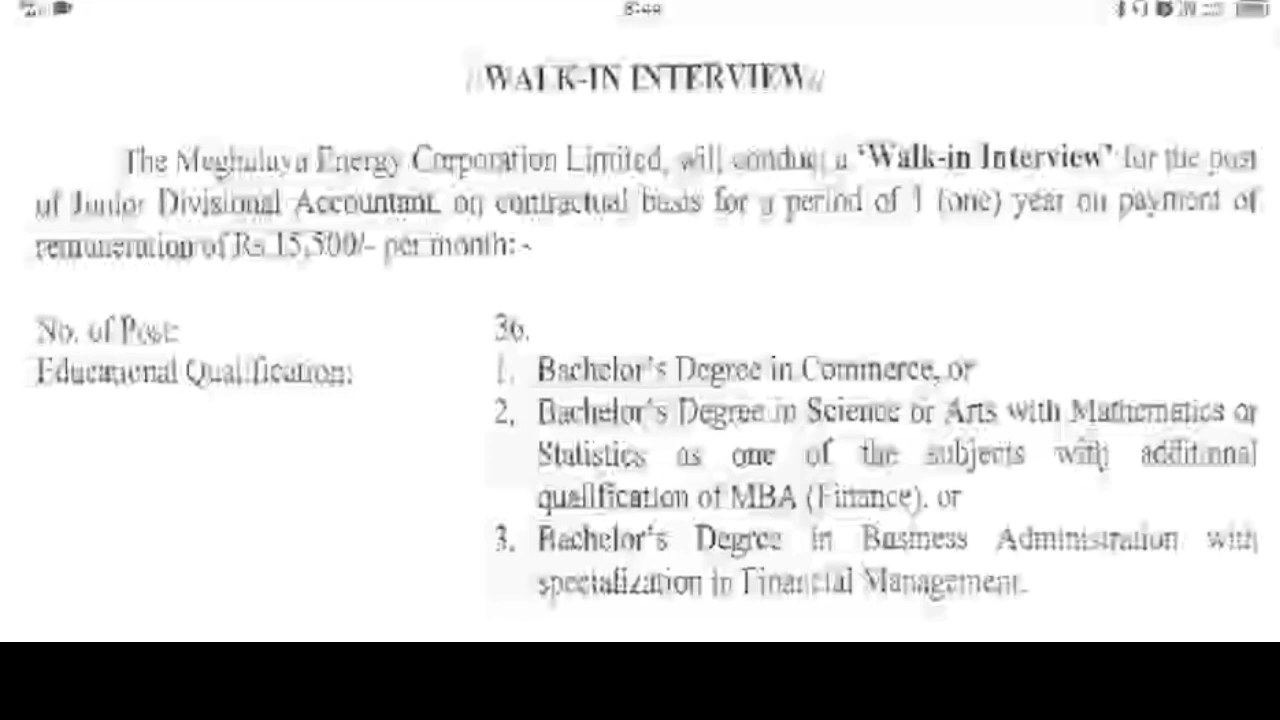 //WALK-IN INTERVIEW//
The Meghalaya Energy Corporation Limited, will conduct a 'Walk-in Interview' for the post
of Junior Divisional Accountant, on contractual basis for a period of 1 (one) year on payment of
remuneration of Rs 15,500/- per month: -
No. of Post: 36.
Educational Qualification: 1. Bachelor's Degree in Commerce, or
2. Bachelor's Degree in Science or Arts with Mathematics or
Statistics as one of the subjects with additional
qualification of MBA (Finance). or
3. Bachelor's Degree in Business Administration with
specialization in Financial Management.